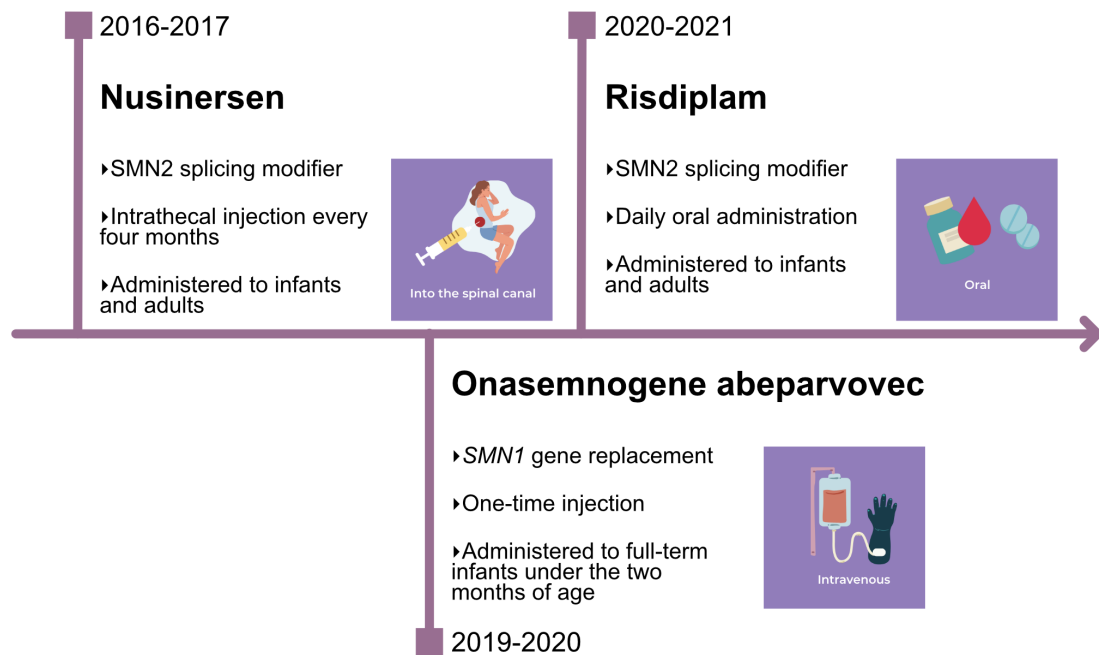 2016-2017
Nusinersen
‣SMN2 splicing modifier
‣Intrathecal injection every
four months
‣Administered to infants
and adults
Into the spinal canal
2020-2021
Risdiplam
‣SMN2 splicing modifier
‣Daily oral administration
‣Administered to infants
and adults
Oral
Onasemnogene abeparvovec
‣SMN1 gene replacement
‣One-time injection
‣Administered to full-term
infants under the two
months of age
Intravenous
2019-2020